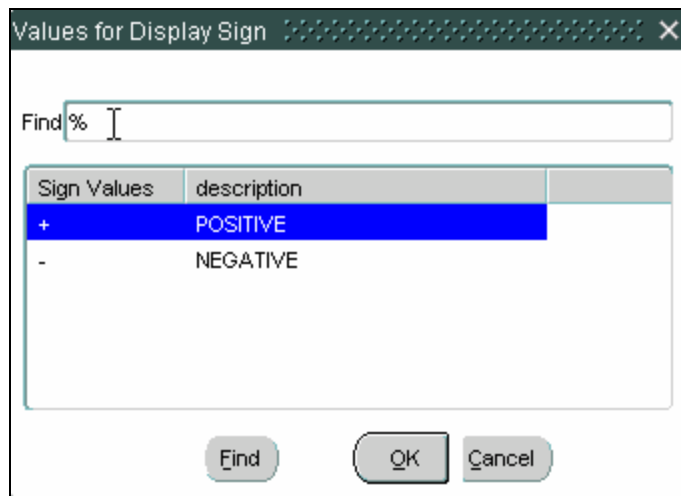 Values for Display Sign
Find %
Sign Values description
+ POSITIVE
- NEGATIVE
Find OK Cancel